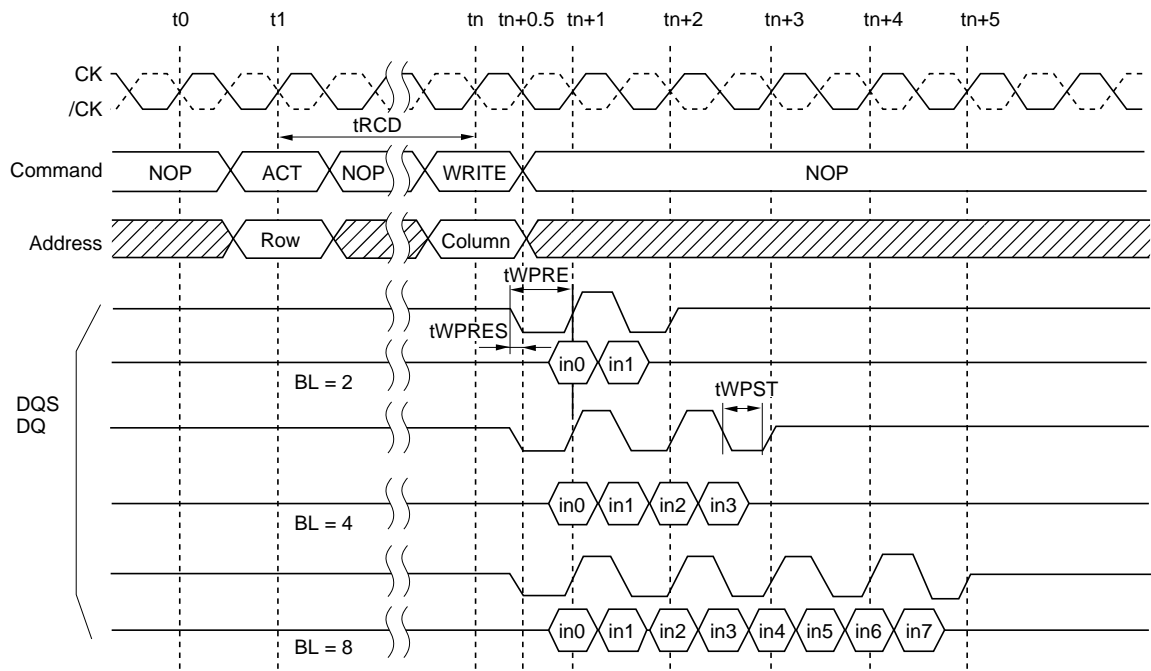 t0 t1 tn tn+0.5 tn+1 tn+2 tn+3 tn+4 tn+5
CK
/CK
tRCD
Command NOP ACT NOP WRITE NOP
Address Row Column
tWPRE
tWPRES
in0 in1
BL = 2
tWPST
DQS
DQ
in0 in1 in2 in3
BL = 4
in0 in1 in2 in3 in4 in5 in6 in7
BL = 8